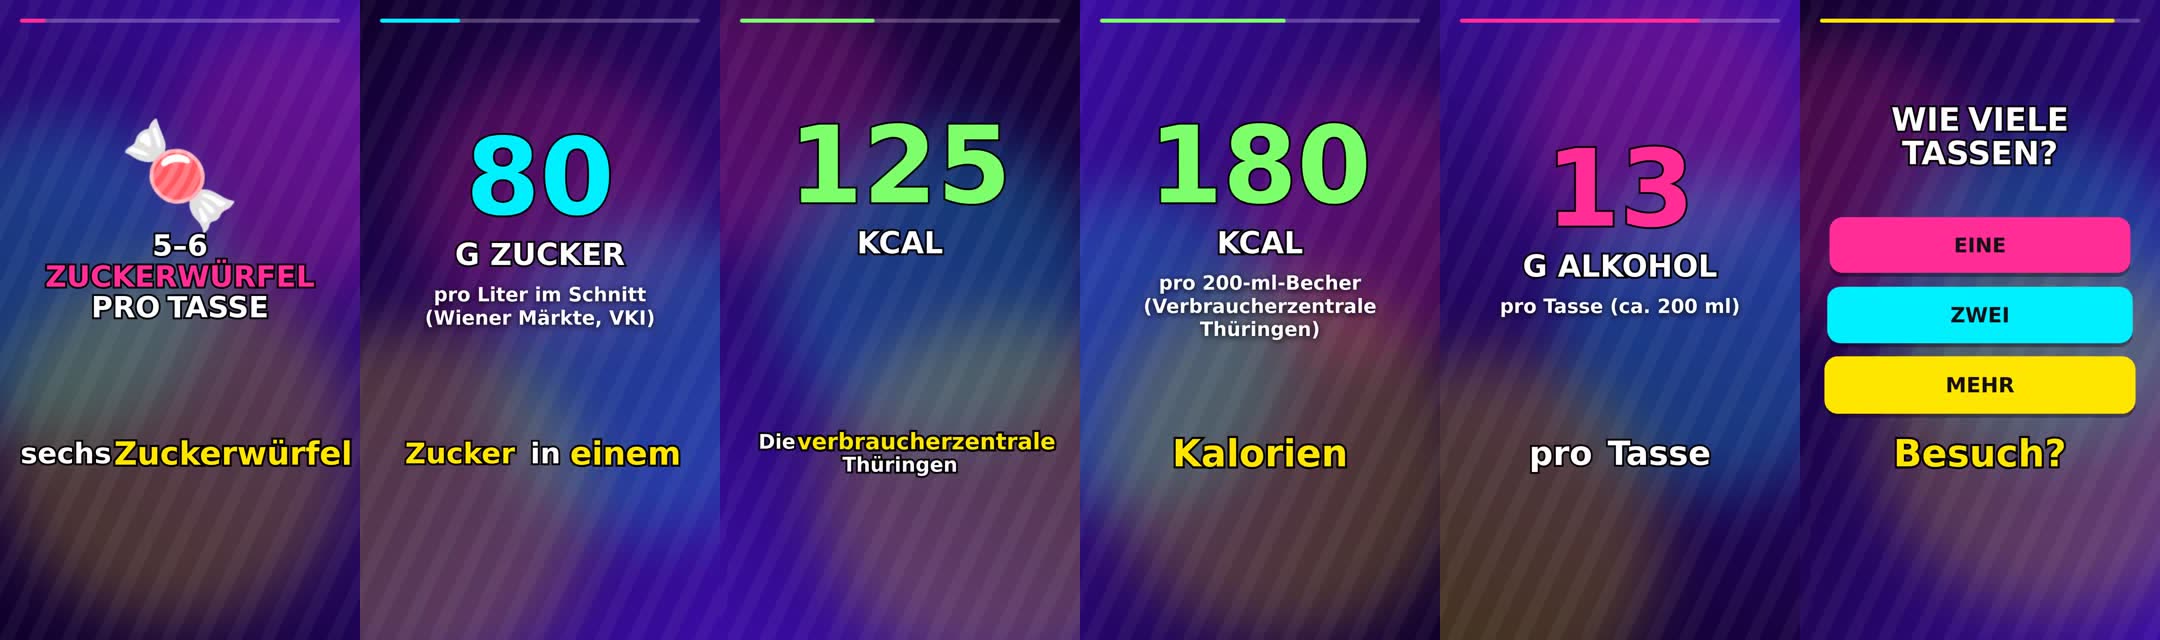 5–6
ZUCKERWÜRFEL
PRO TASSE
sechs Zuckerwürfel
80
G ZUCKER
pro Liter im Schnitt
(Wiener Märkte, VKI)
Zucker in einem
125
KCAL
Die verbraucherzentrale
Thüringen
180
KCAL
pro 200-ml-Becher
(Verbraucherzentrale
Thüringen)
Kalorien
13
G ALKOHOL
pro Tasse (ca. 200 ml)
pro Tasse
WIE VIELE
TASSEN?
EINE
ZWEI
MEHR
Besuch?